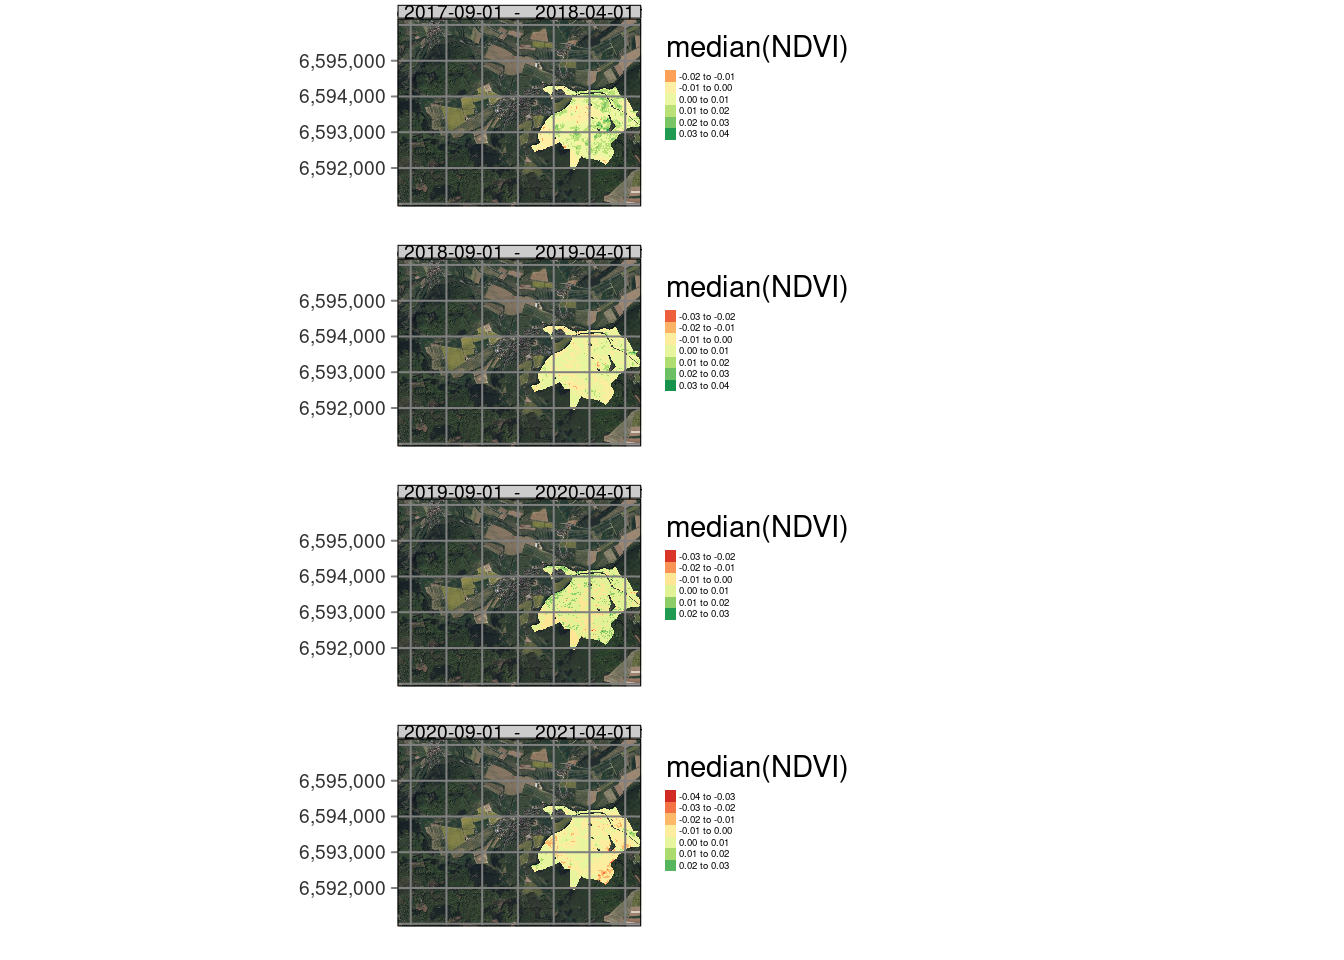 2017-09-01 - 2018-04-01
median(NDVI)
-0.02 to -0.01
-0.01 to 0.00
0.00 to 0.01
0.01 to 0.02
0.02 to 0.03
0.03 to 0.04
6,595,000
6,594,000
6,593,000
6,592,000
2018-09-01 - 2019-04-01
median(NDVI)
-0.03 to -0.02
-0.02 to -0.01
-0.01 to 0.00
0.00 to 0.01
0.01 to 0.02
0.02 to 0.03
0.03 to 0.04
6,595,000
6,594,000
6,593,000
6,592,000
2019-09-01 - 2020-04-01
median(NDVI)
-0.03 to -0.02
-0.02 to -0.01
-0.01 to 0.00
0.00 to 0.01
0.01 to 0.02
0.02 to 0.03
6,595,000
6,594,000
6,593,000
6,592,000
2020-09-01 - 2021-04-01
median(NDVI)
-0.04 to -0.03
-0.03 to -0.02
-0.02 to -0.01
-0.01 to 0.00
0.00 to 0.01
0.01 to 0.02
0.02 to 0.03
6,595,000
6,594,000
6,593,000
6,592,000